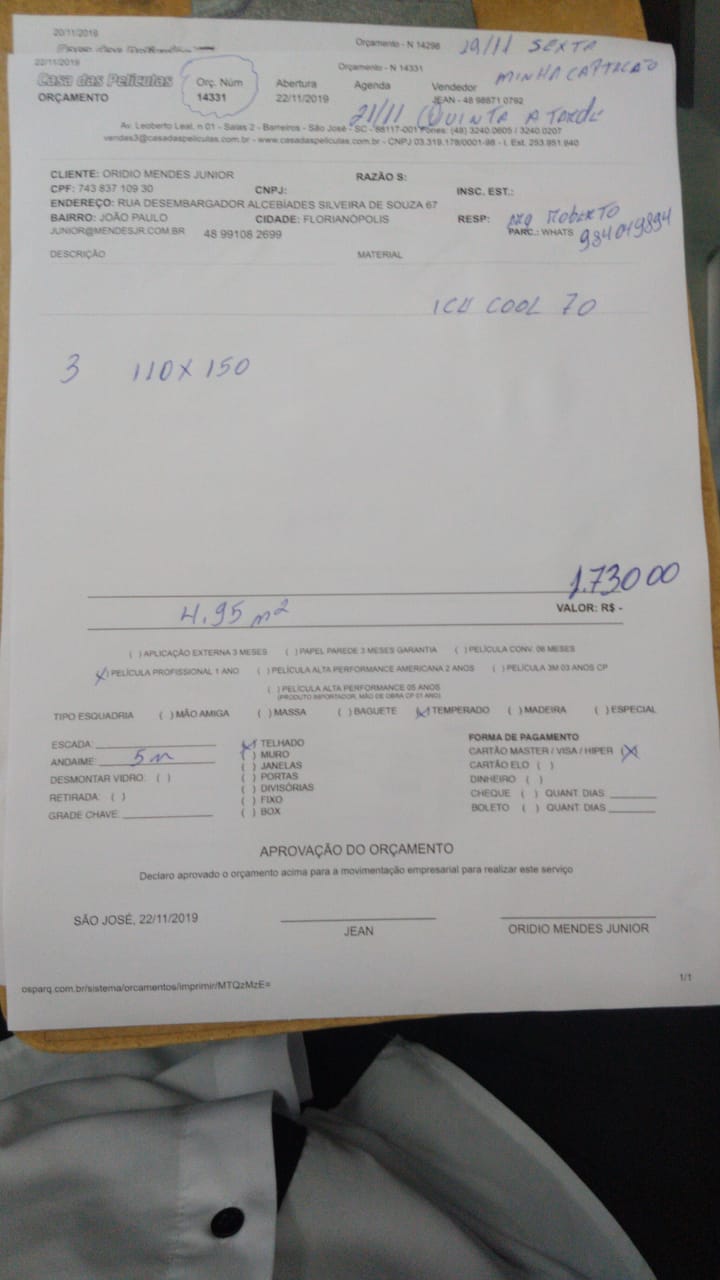 20/11/2019
Orçamento - N 14298
29/11 SEXTA
22/11/2019
Orçamento - N 14331
MINHA CAPTACAO
Casa das Películas Orç. Núm Abertura Agenda Vendedor
ORÇAMENTO 14331 22/11/2019 JEAN - 48 98871 0792
21/11 QUINTA A TARDE
Av. Leoberto Leal, n 01 - Salas 2 - Barreiros - São José - SC - 88117-001 Fones: (48) 3240.0605 / 3240.0207
vendas3@casadaspeliculas.com.br - www.casadaspeliculas.com.br - CNPJ 03.319.178/0001-98 - I. Est. 253.951.940
CLIENTE: ORIDIO MENDES JUNIOR RAZÃO S:
CPF: 743 837 109 30 CNPJ: INSC. EST.:
ENDEREÇO: RUA DESEMBARGADOR ALCEBÍADES SILVEIRA DE SOUZA 67
BAIRRO: JOÃO PAULO CIDADE: FLORIANÓPOLIS RESP: ROBERTO
JUNIOR@MENDESJR.COM.BR 48 99108 2699 PARC.: WHATS 984049894
DESCRIÇÃO MATERIAL
ICE COOL 70
3 110 X 150
1.730 00
4.95 m² VALOR: R$ -
( ) APLICAÇÃO EXTERNA 3 MESES ( ) PAPEL PAREDE 3 MESES GARANTIA ( ) PELÍCULA CONV. 06 MESES
(X) PELÍCULA PROFISSIONAL 1 ANO ( ) PELÍCULA ALTA PERFORMANCE AMERICANA 2 ANOS ( ) PELÍCULA 3M 03 ANOS CP
( ) PELÍCULA ALTA PERFORMANCE 05 ANOS
(PRODUTO IMPORTADOR, MÃO DE OBRA CP 01 ANO)
TIPO ESQUADRIA ( ) MÃO AMIGA ( ) MASSA ( ) BAGUETE (X) TEMPERADO ( ) MADEIRA ( ) ESPECIAL
ESCADA: (X) TELHADO FORMA DE PAGAMENTO
ANDAIME: 5m ( ) MURO CARTÃO MASTER / VISA / HIPER (X)
DESMONTAR VIDRO: ( ) ( ) JANELAS CARTÃO ELO ( )
RETIRADA: ( ) ( ) PORTAS DINHEIRO ( )
GRADE CHAVE: ( ) DIVISÓRIAS CHEQUE ( ) QUANT. DIAS
( ) FIXO BOLETO ( ) QUANT. DIAS
( ) BOX
APROVAÇÃO DO ORÇAMENTO
Declaro aprovado o orçamento acima para a movimentação empresarial para realizar este serviço
SÃO JOSÉ, 22/11/2019
JEAN ORIDIO MENDES JUNIOR
osparq.com.br/sistema/orcamentos/imprimir/MTQzMzE=
1/1